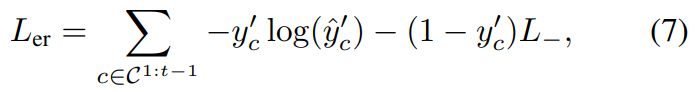 L_er = ∑_{c∈𝒞^{1:t−1}} −y′_c log(ŷ′_c) − (1 − y′_c)L_−, (7)